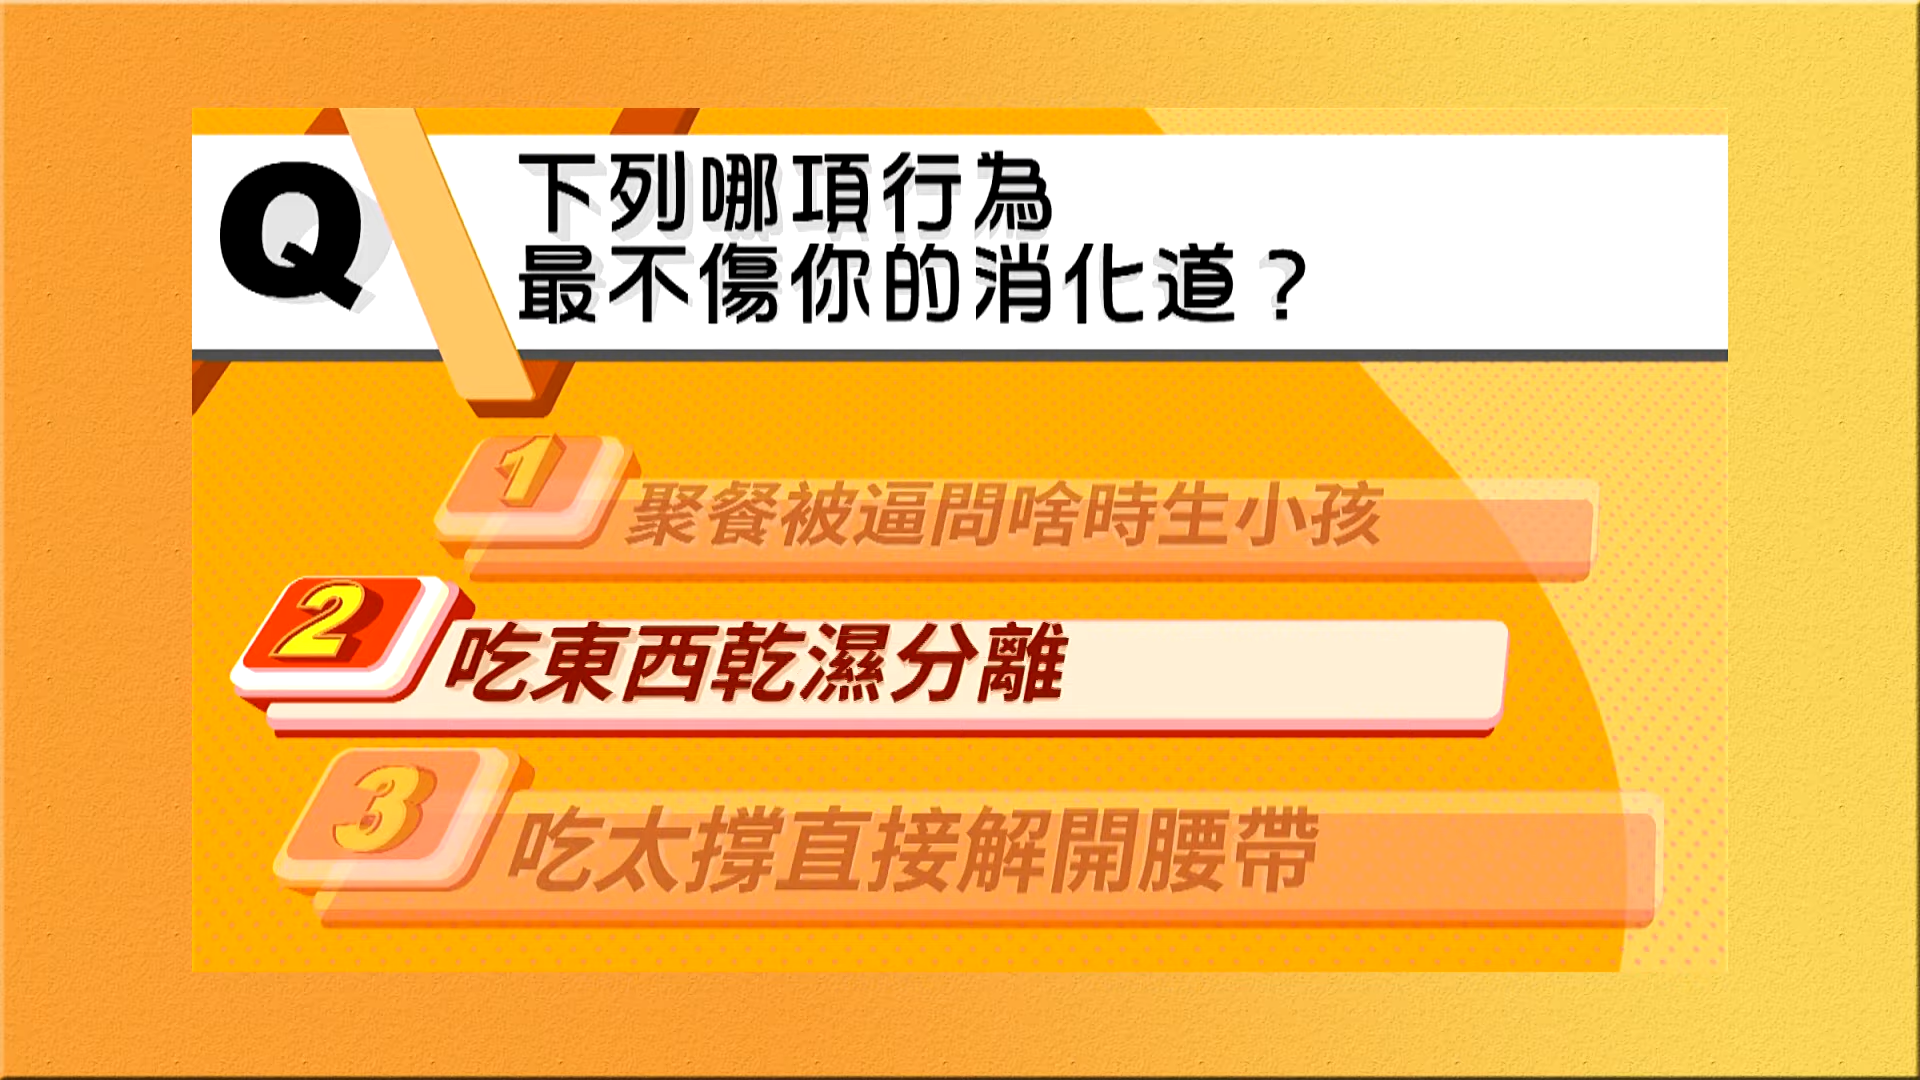 Q
下列哪項行為
最不傷你的消化道？
1 聚餐被逼問啥時生小孩
2 吃東西乾濕分離
3 吃太撐直接解開腰帶